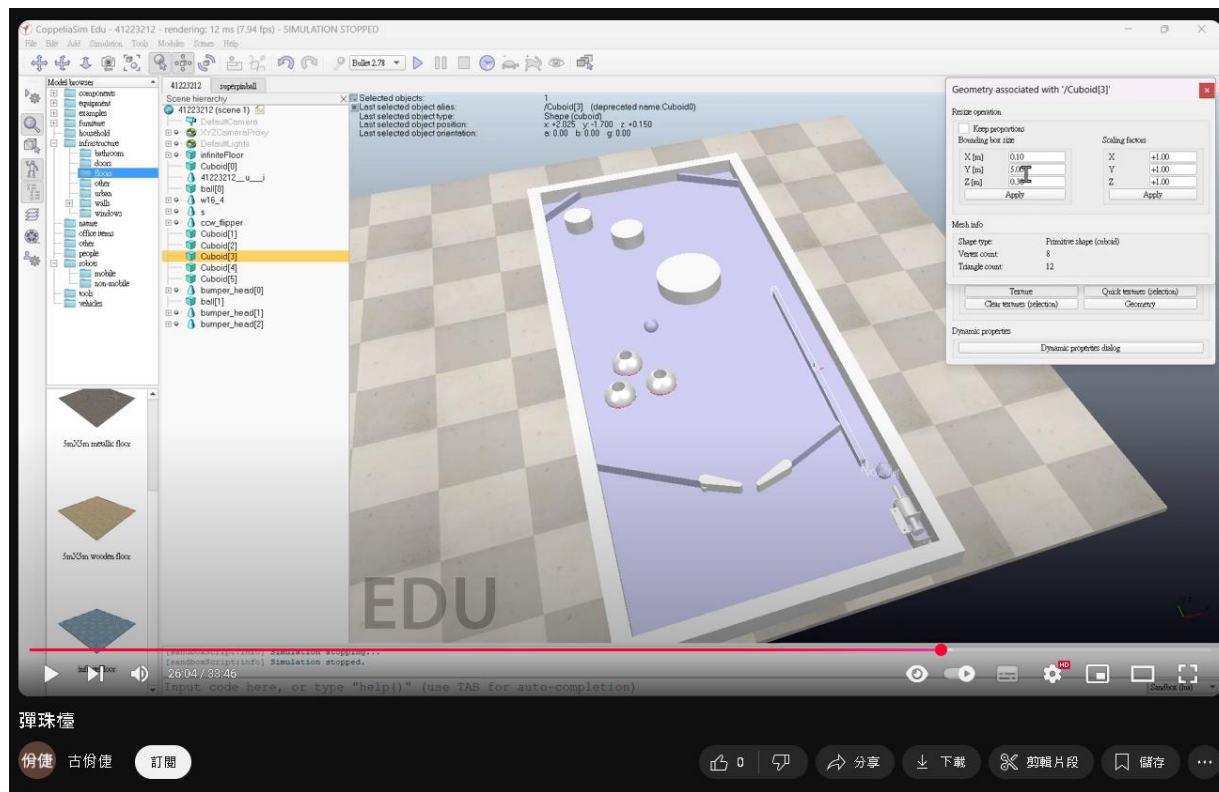 CoppeliaSim Edu - 41223212 - rendering: 12 ms (7.94 fps) - SIMULATION STOPPED
File Edit Add Simulation Tools Modules Scenes Help
Bullet 2.78
Model browser
components
equipment
examples
furniture
household
infrastructure
bathroom
doors
floors
other
urban
walls
windows
nature
office items
other
people
robots
mobile
non-mobile
tools
vehicles
5mX5m metallic floor
5mX5m wooden floor
41223212 superpinball
Scene hierarchy
41223212 (scene 1)
DefaultCamera
XYZCameraProxy
DefaultLights
infiniteFloor
Cuboid[0]
41223212__u__i
ball[0]
w16_4
s
ccw_flipper
Cuboid[1]
Cuboid[2]
Cuboid[3]
Cuboid[4]
Cuboid[5]
bumper_head[0]
ball[1]
bumper_head[1]
bumper_head[2]
Selected objects: 1
Last selected object alias: /Cuboid[3] (deprecated name:Cuboid0)
Last selected object type: Shape (cuboid)
Last selected object position: x: +2.025 y: -1.700 z: +0.150
Last selected object orientation: a: 0.00 b: 0.00 g: 0.00
Geometry associated with '/Cuboid[3]'
Resize operation
Keep proportions
Bounding box size Scaling factors
X [m] 0.10 X +1.00
Y [m] Y +1.00
Z [m] Z +1.00
Apply Apply
Mesh info
Shape type: Primitive shape (cuboid)
Vertex count: 8
Triangle count: 12
Texture Quick textures (selection)
Clear textures (selection) Geometry
Dynamic properties
Dynamic properties dialog
EDU
[sandboxScript:info] Simulation stopping...
[sandboxScript:info] Simulation stopped.
Input code here, or type "help()" (use TAB for auto-completion)
26:04 / 33:46
HD
彈珠檯
古佾倢
訂閱
0
分享
下載
剪輯片段
儲存